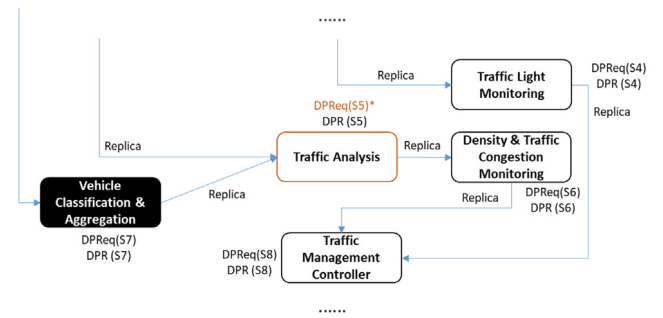 ......
Replica
Traffic Light
Monitoring
DPReq(S4)
DPR (S4)
Replica
DPReq(S5)*
DPR (S5)
Replica
Traffic Analysis
Replica
Density & Traffic
Congestion
Monitoring
Vehicle
Classification &
Aggregation
Replica
DPReq(S6)
DPR (S6)
Replica
DPReq(S7)
DPR (S7)
DPReq(S8)
DPR (S8)
Traffic
Management
Controller
......